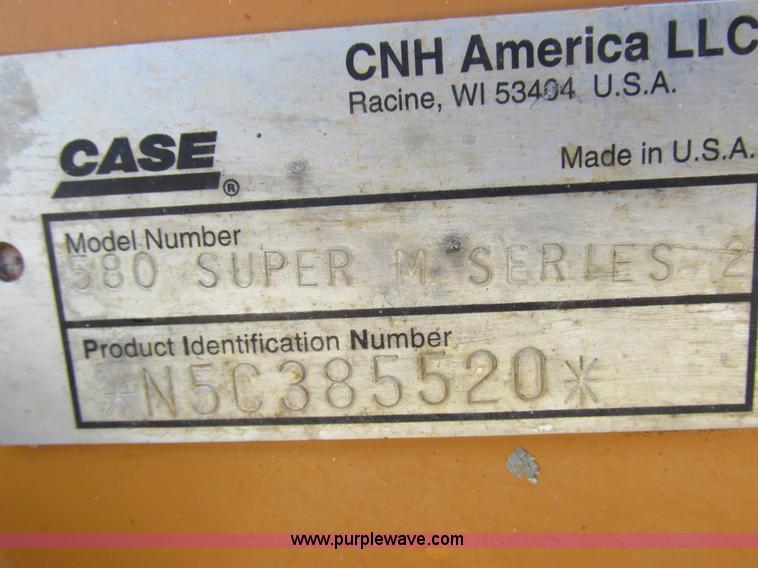 CNH America LLC
Racine, WI 53404 U.S.A.
CASE®
Made in U.S.A.
Model Number
580 SUPER M SERIES 2
Product Identification Number
*N5C385520*
www.purplewave.com